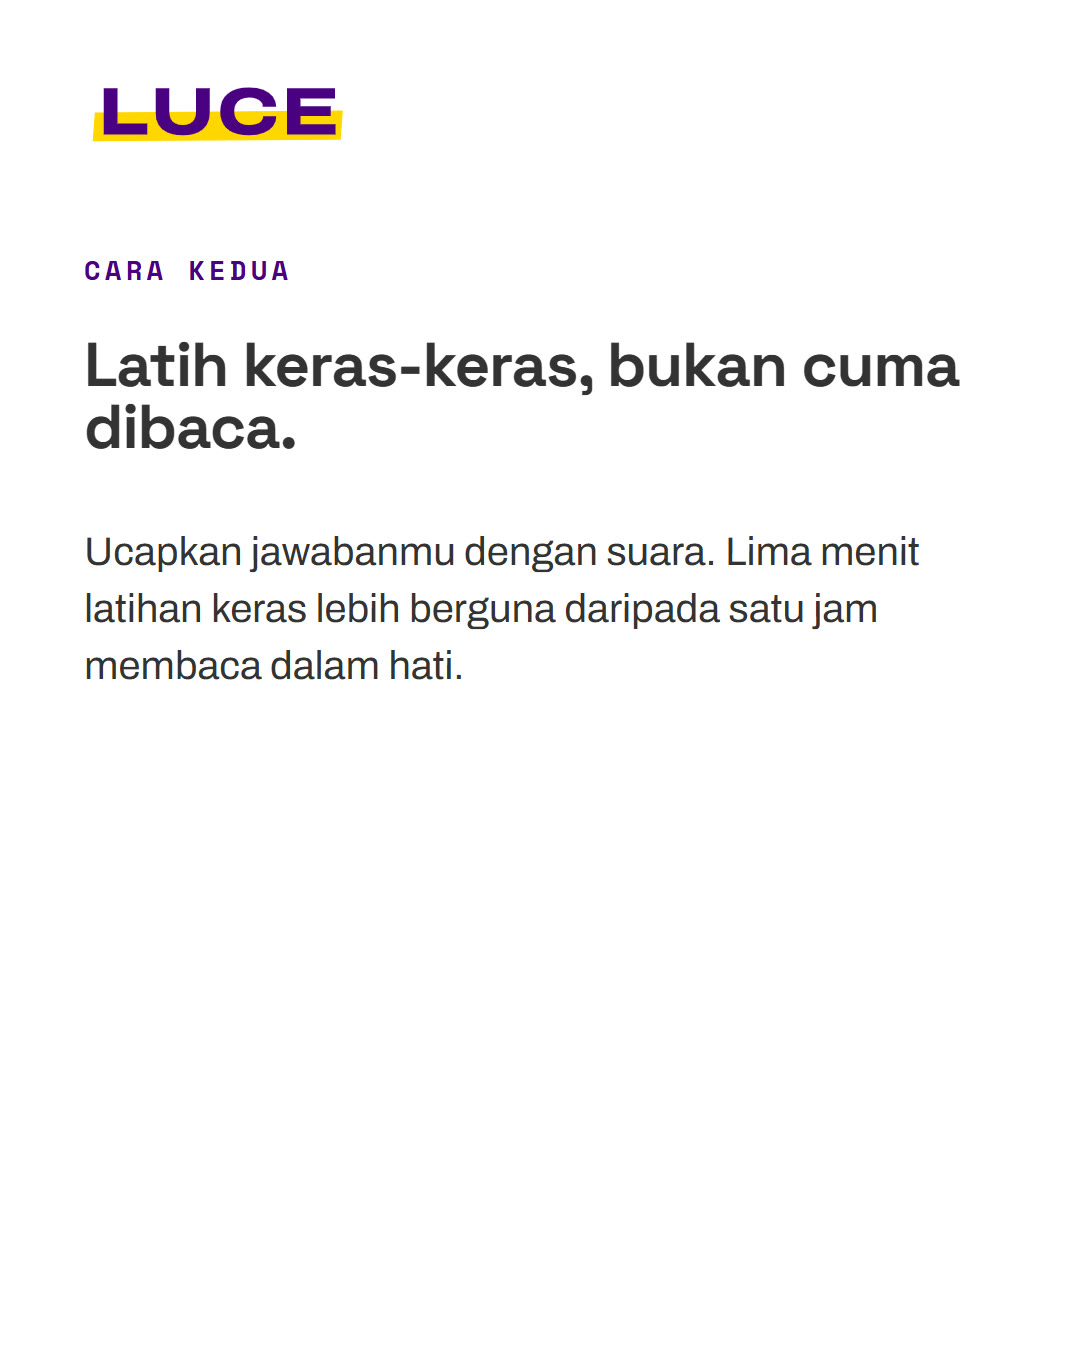 LUCE
CARA KEDUA
Latih keras-keras, bukan cuma
dibaca.
Ucapkan jawabanmu dengan suara. Lima menit
latihan keras lebih berguna daripada satu jam
membaca dalam hati.